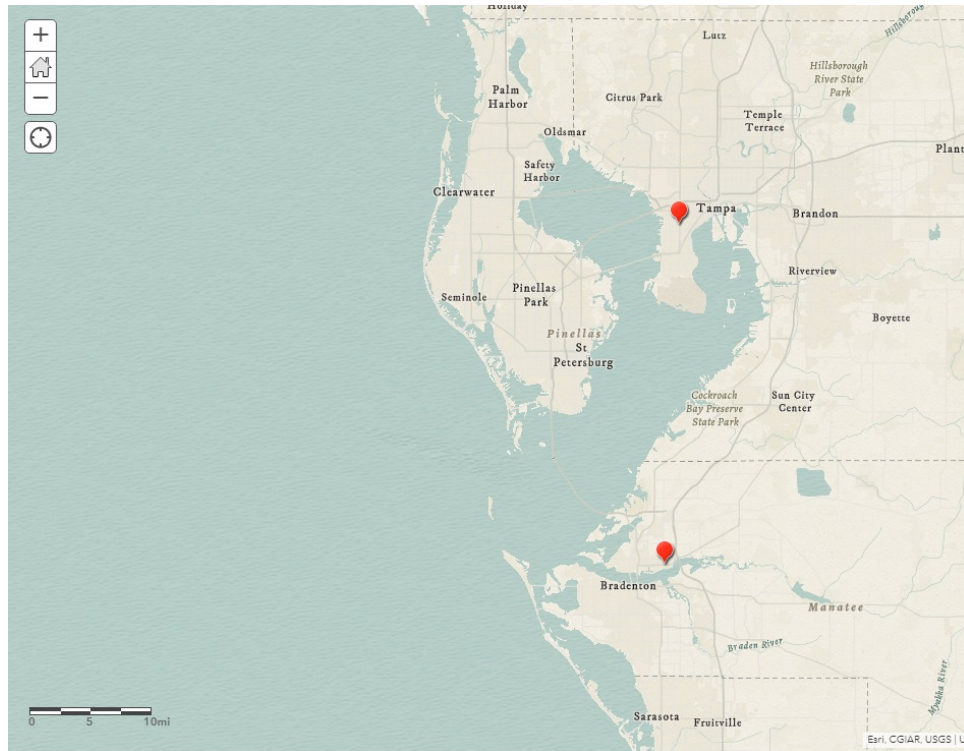 Holiday
Lutz
Hillsborough
+
Hillsborough
River State
Park
Palm
Harbor
Citrus Park
−
Temple
Terrace
Oldsmar
Plant
Safety
Harbor
Clearwater
Tampa
Brandon
Riverview
Pinellas
Park
Seminole
Boyette
Pinellas
St
Petersburg
Cockroach
Bay Preserve
State Park
Sun City
Center
Bradenton
Manatee
Braden River
Myakka River
Sarasota
Fruitville
0 5 10mi
Esri, CGIAR, USGS | U